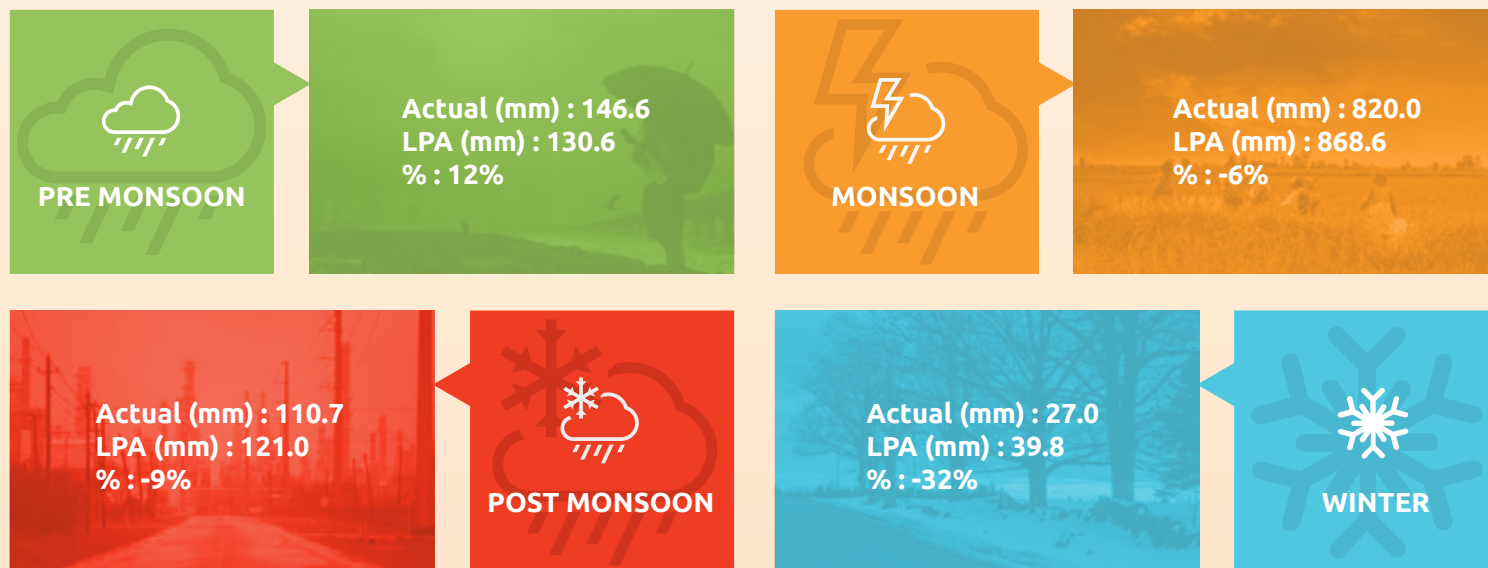 PRE MONSOON
Actual (mm) : 146.6
LPA (mm) : 130.6
% : 12%
MONSOON
Actual (mm) : 820.0
LPA (mm) : 868.6
% : -6%
Actual (mm) : 110.7
LPA (mm) : 121.0
% : -9%
POST MONSOON
Actual (mm) : 27.0
LPA (mm) : 39.8
% : -32%
WINTER